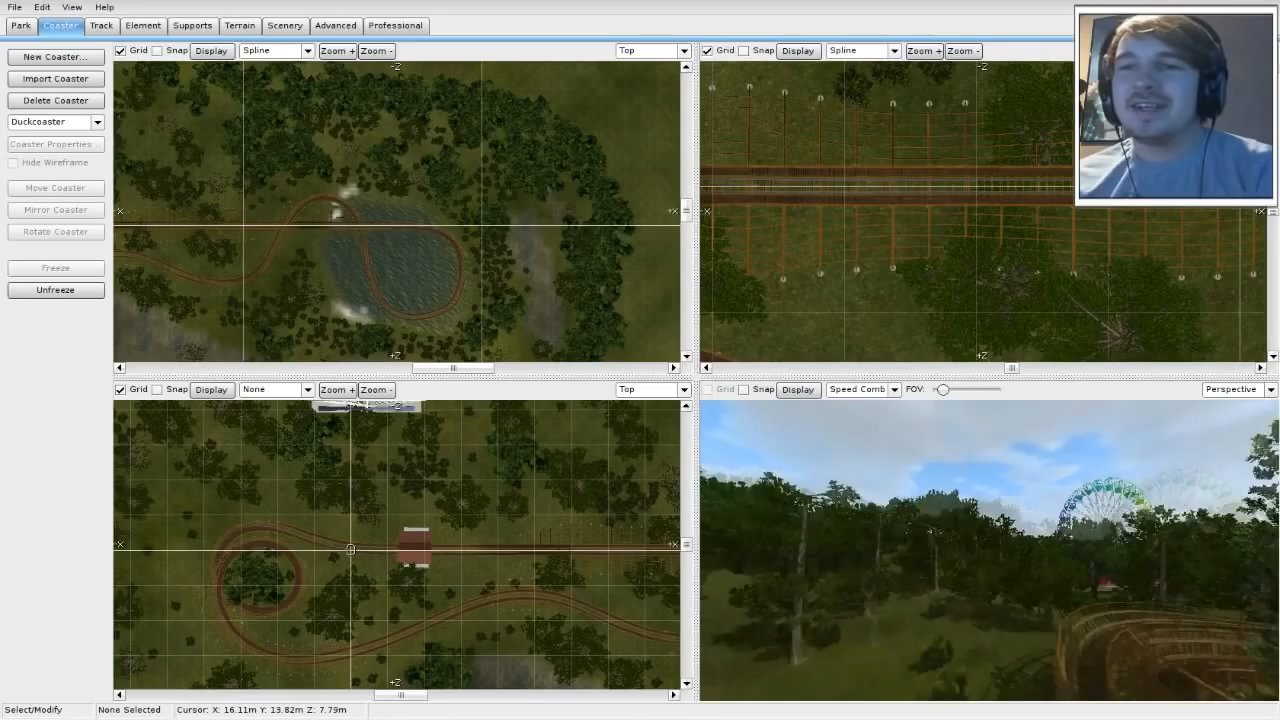 File Edit View Help
Park Coaster Track Element Supports Terrain Scenery Advanced Professional
New Coaster...
Import Coaster
Delete Coaster
Duckcoaster
Coaster Properties...
Hide Wireframe
Move Coaster
Mirror Coaster
Rotate Coaster
Freeze
Unfreeze
Grid Snap Display Spline Zoom + Zoom - Top
-Z
-X +X
+Z
Grid Snap Display Spline Zoom + Zoom -
-Z
-X +X
+Z
Grid Snap Display None Zoom + Zoom - Top
-Z
-X +X
+Z
Grid Snap Display Speed Comb FOV: Perspective
Select/Modify None Selected Cursor: X: 16.11m Y: 13.82m Z: 7.79m